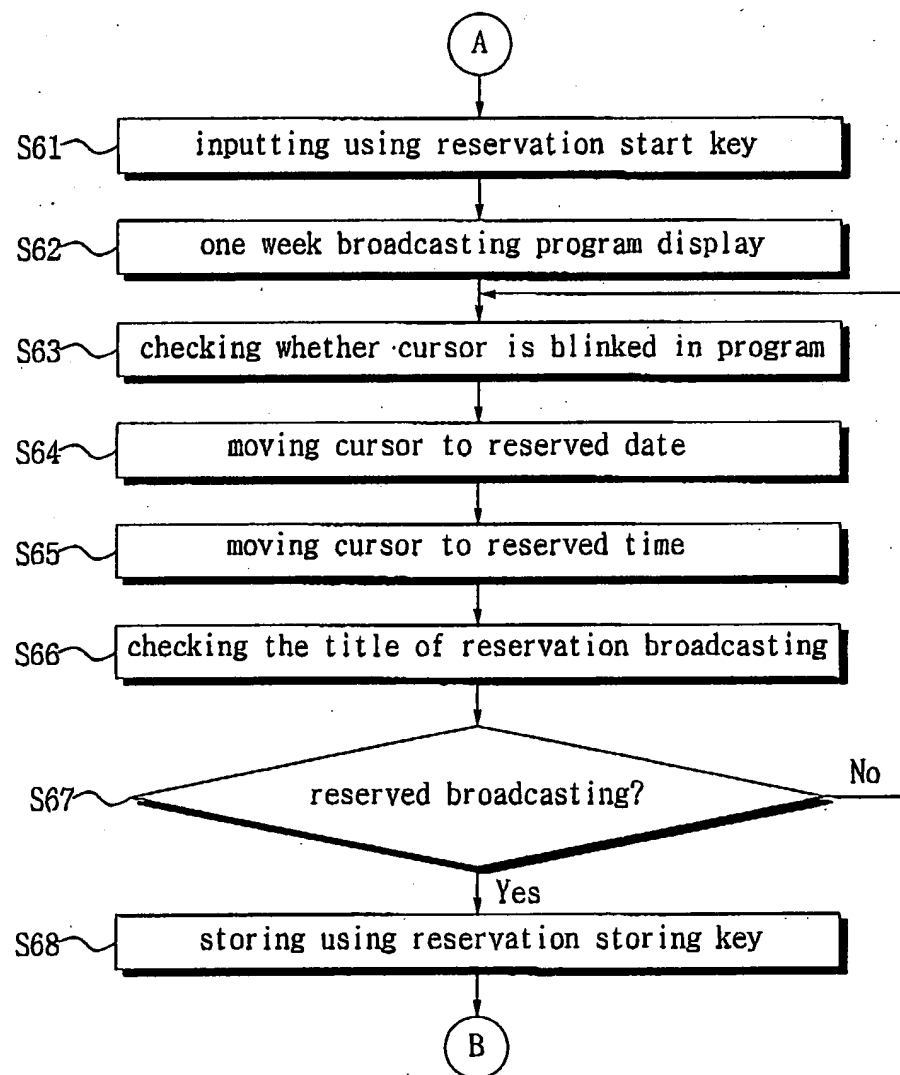 A
S61 inputting using reservation start key
S62 one week broadcasting program display
S63 checking whether cursor is blinked in program
S64 moving cursor to reserved date
S65 moving cursor to reserved time
S66 checking the title of reservation broadcasting
No
S67 reserved broadcasting?
Yes
S68 storing using reservation storing key
B